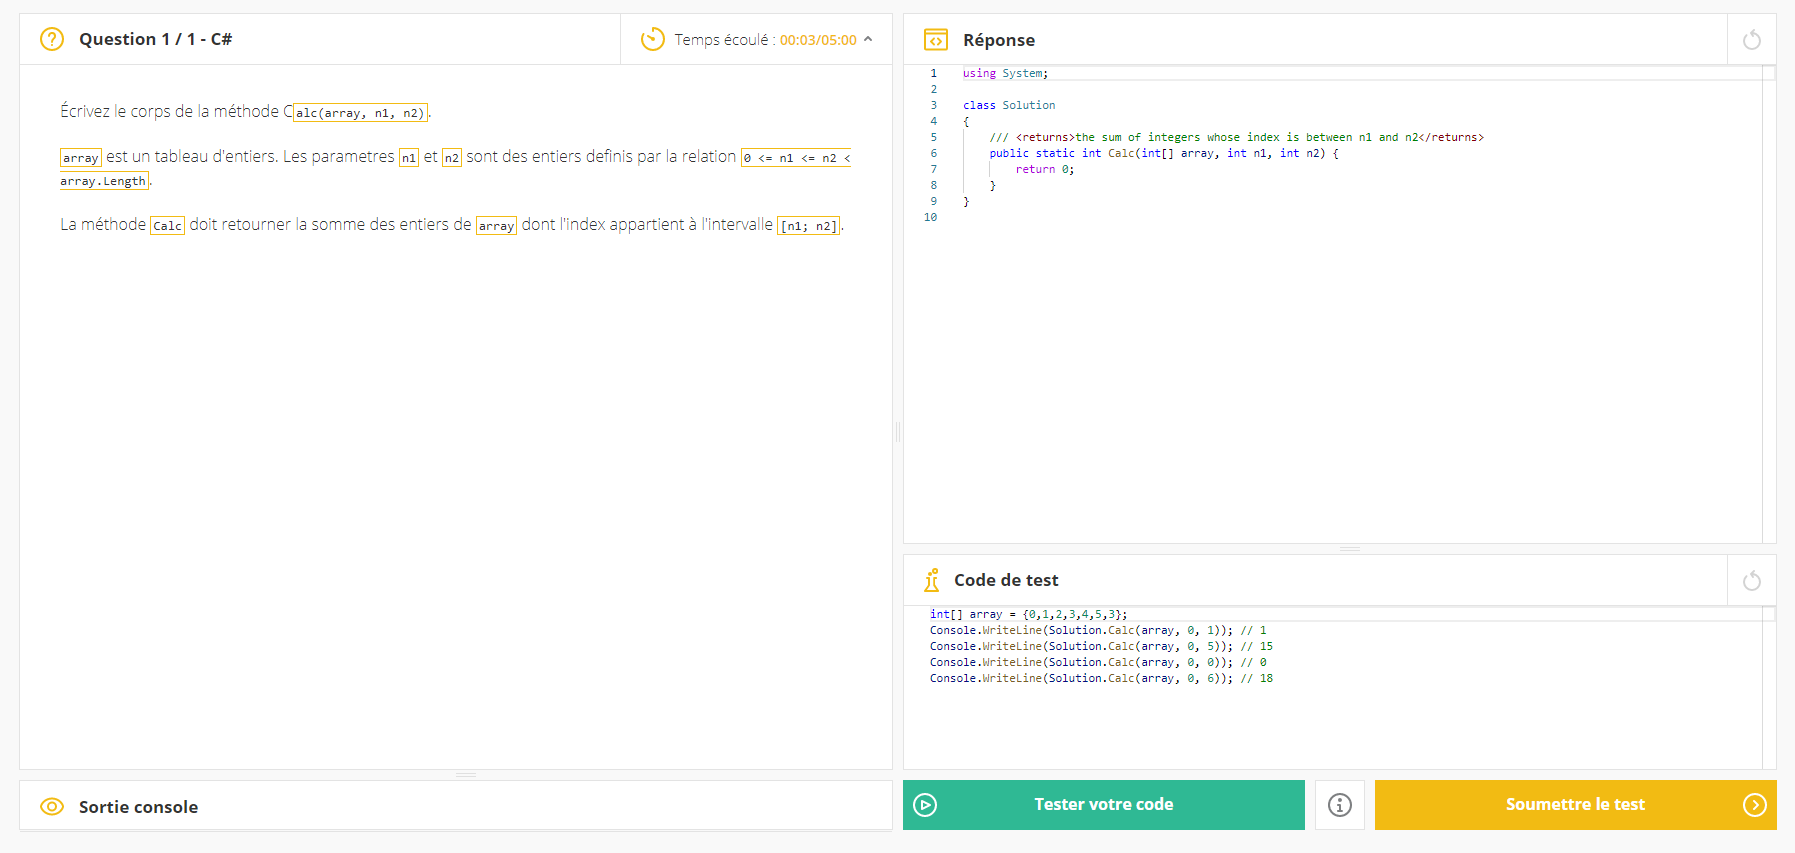 Question 1 / 1 - C#
Temps écoulé : 00:03/05:00
Écrivez le corps de la méthode Calc(array, n1, n2).
array est un tableau d'entiers. Les parametres n1 et n2 sont des entiers definis par la relation 0 <= n1 <= n2 <
array.Length.
La méthode Calc doit retourner la somme des entiers de array dont l'index appartient à l'intervalle [n1; n2].
Sortie console
Réponse
1 using System;
2
3 class Solution
4 {
5 /// <returns>the sum of integers whose index is between n1 and n2</returns>
6 public static int Calc(int[] array, int n1, int n2) {
7 return 0;
8 }
9 }
10
Code de test
int[] array = {0,1,2,3,4,5,3};
Console.WriteLine(Solution.Calc(array, 0, 1)); // 1
Console.WriteLine(Solution.Calc(array, 0, 5)); // 15
Console.WriteLine(Solution.Calc(array, 0, 0)); // 0
Console.WriteLine(Solution.Calc(array, 0, 6)); // 18
Tester votre code
Soumettre le test